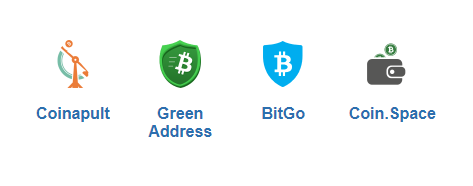 Coinapult
Green
Address
BitGo
Coin.Space